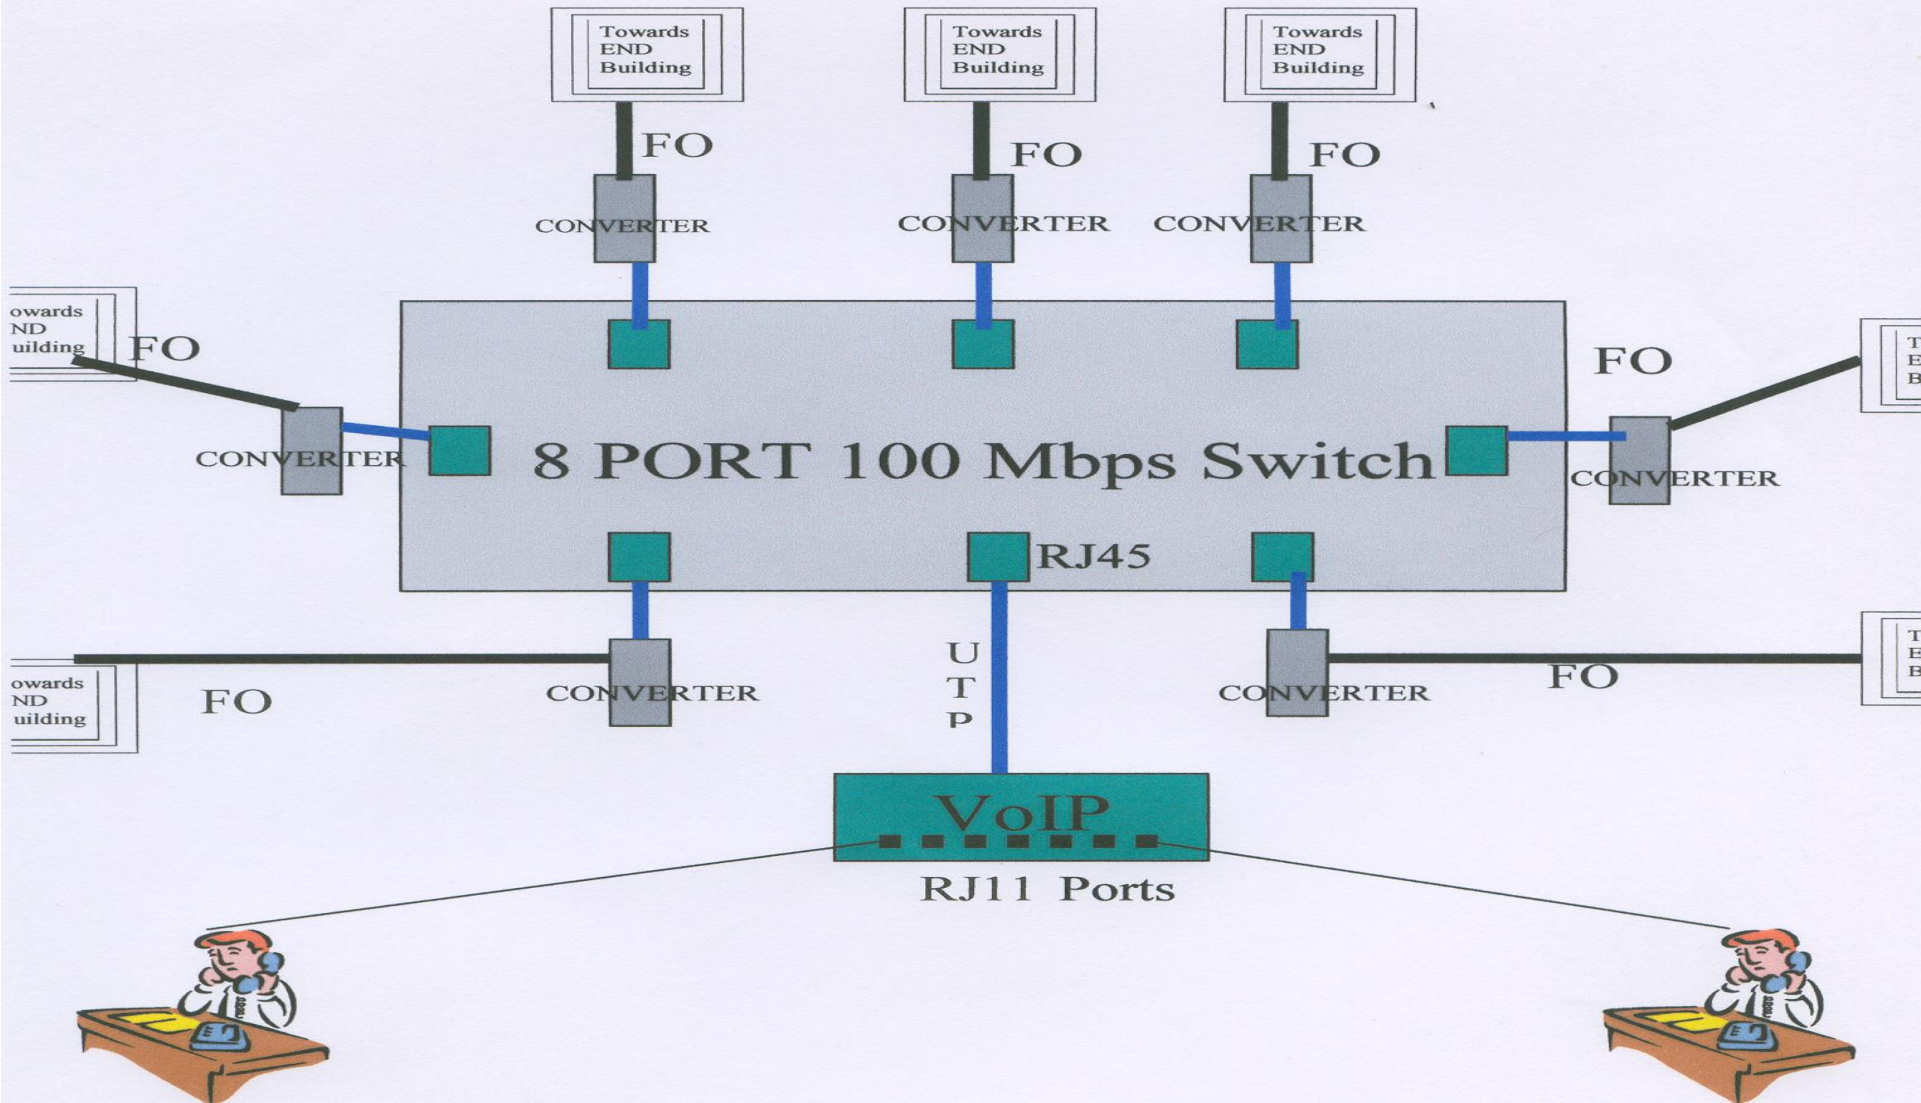 Towards
END
Building
Towards
END
Building
Towards
END
Building
FO
FO
FO
CONVERTER
CONVERTER
CONVERTER
owards
ND
uilding
FO
FO
T
E
B
CONVERTER
8 PORT 100 Mbps Switch
CONVERTER
RJ45
owards
ND
uilding
FO
CONVERTER
U
T
P
CONVERTER
FO
T
E
B
VoIP
RJ11 Ports